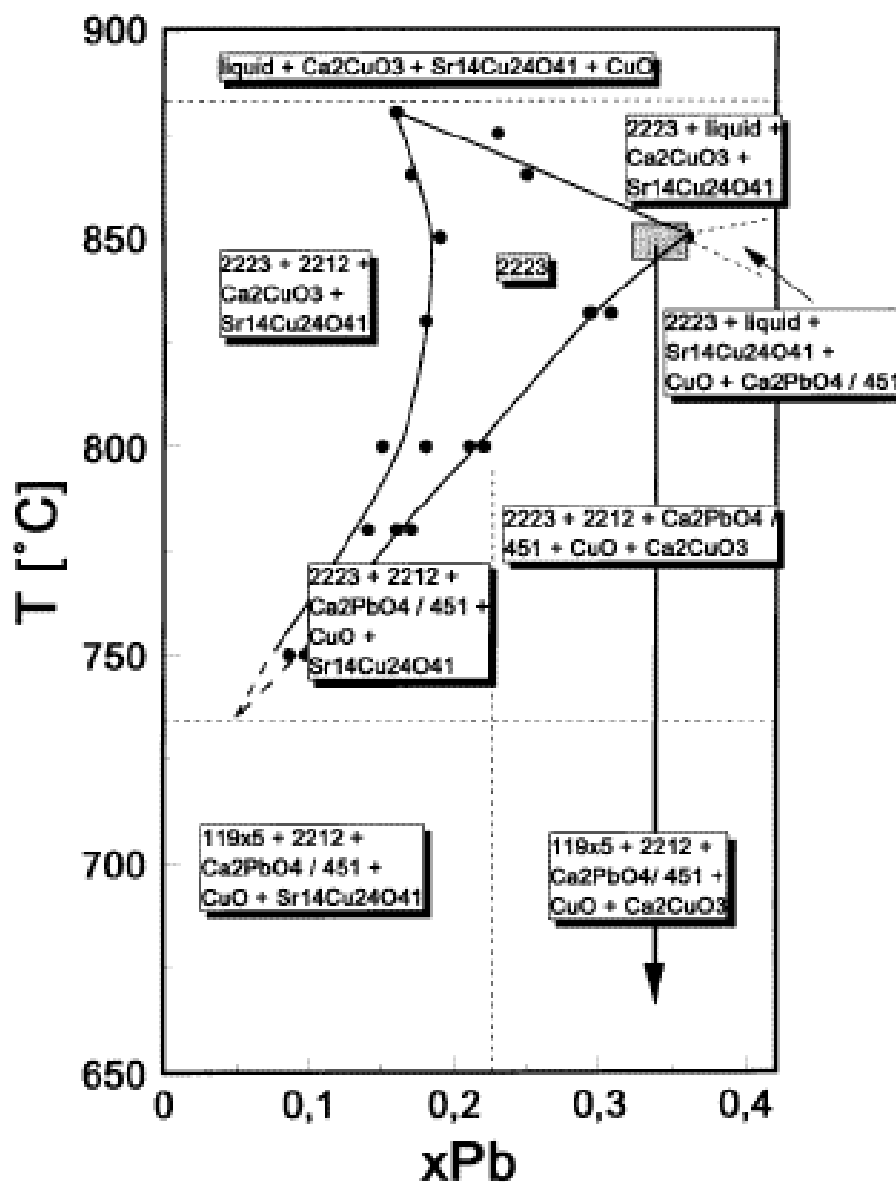 900
liquid + Ca2CuO3 + Sr14Cu24O41 + CuO
2223 + liquid +
Ca2CuO3 +
Sr14Cu24O41
850
2223 + 2212 +
Ca2CuO3 +
Sr14Cu24O41
2223
2223 + liquid +
Sr14Cu24O41 +
CuO + Ca2PbO4 / 451
800
T [°C]
2223 + 2212 + Ca2PbO4 /
451 + CuO + Ca2CuO3
2223 + 2212 +
Ca2PbO4 / 451 +
CuO +
Sr14Cu24O41
750
700
119x5 + 2212 +
Ca2PbO4 / 451 +
CuO + Sr14Cu24O41
119x5 + 2212 +
Ca2PbO4/ 451 +
CuO + Ca2CuO3
650
0
0,1
0,2
0,3
0,4
xPb